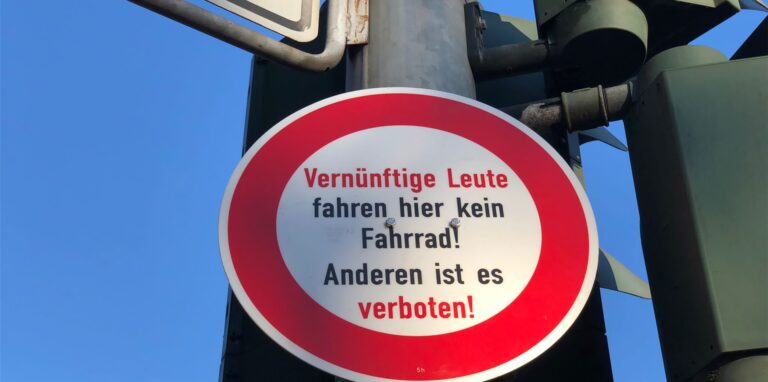 Vernünftige Leute
fahren hier kein
Fahrrad!
Anderen ist es
verboten!